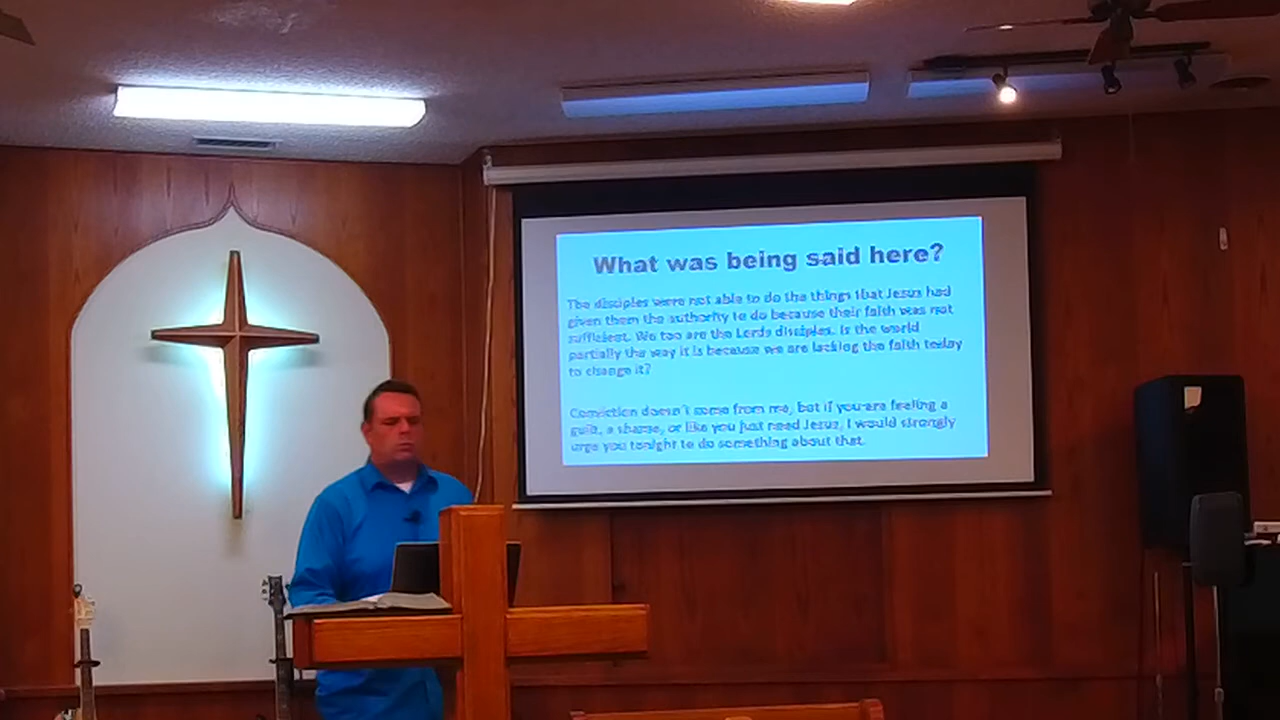 What was being said here?
The disciples were not able to do the things that Jesus had
given them the authority to do because their faith was not
sufficient. We too are the Lords disciples. Is the world
partially the way it is because we are lacking the faith today
to change it?
Conviction doesn't come from me, but if you are feeling a
guilt, a shame, or like you just need Jesus, I would strongly
urge you tonight to do something about that.